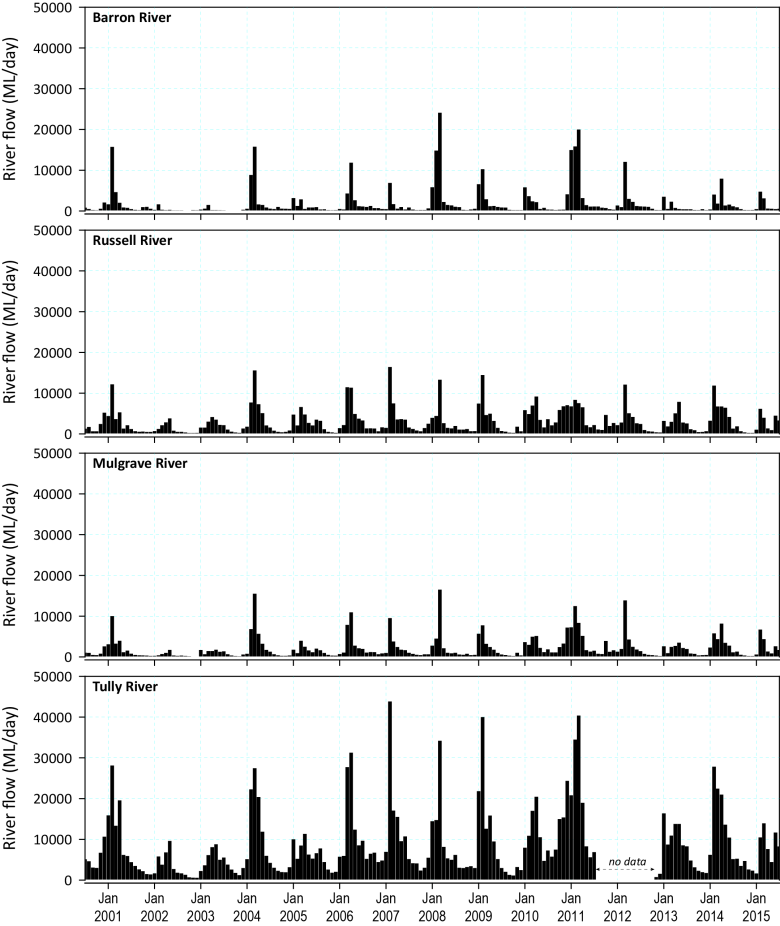 Barron River
River flow (ML/day)
50000
40000
30000
20000
10000
0
Russell River
River flow (ML/day)
50000
40000
30000
20000
10000
0
Mulgrave River
River flow (ML/day)
50000
40000
30000
20000
10000
0
Tully River
River flow (ML/day)
50000
40000
30000
20000
10000
0
no data
Jan Jan Jan Jan Jan Jan Jan Jan Jan Jan Jan Jan Jan Jan Jan
2001 2002 2003 2004 2005 2006 2007 2008 2009 2010 2011 2012 2013 2014 2015